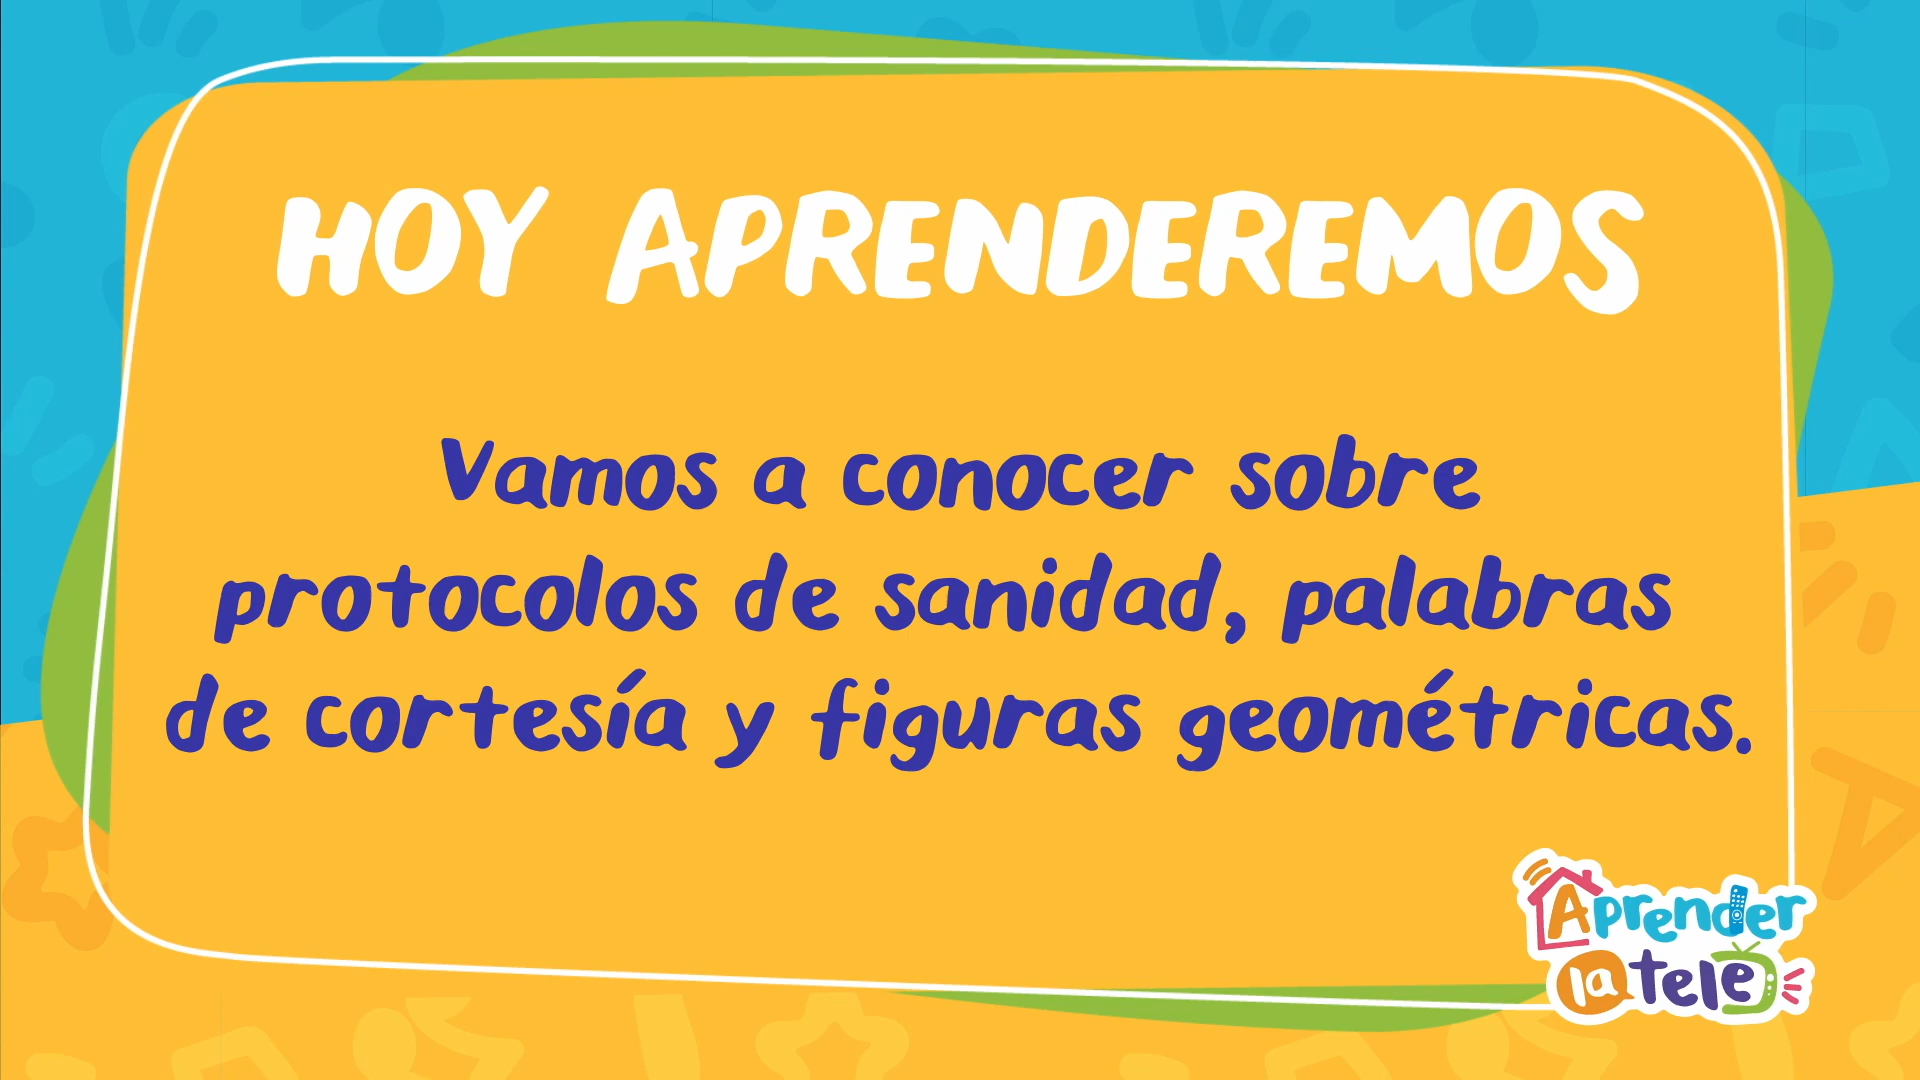 HOY APRENDEREMOS
Vamos a conocer sobre
protocolos de sanidad, palabras
de cortesía y figuras geométricas.
Aprender
la tele